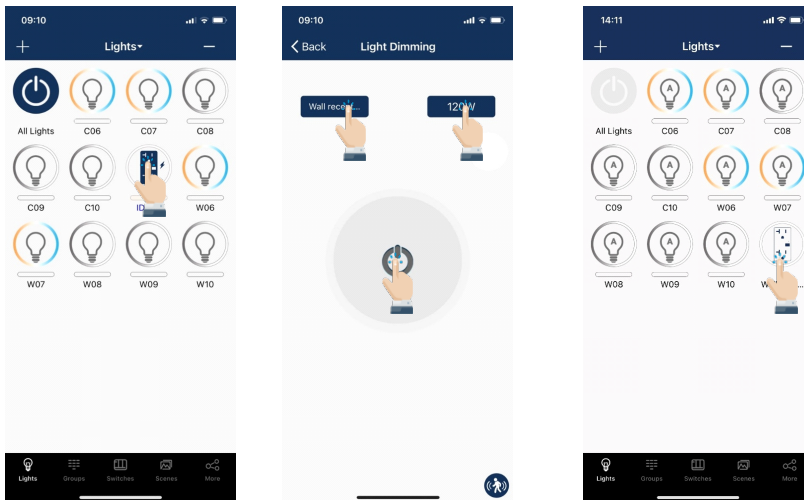 09:10
Lights
All Lights
C06
C07
C08
C09
C10
ID
W06
W07
W08
W09
W10
Lights
Groups
Switches
Scenes
More
09:10
Back
Light Dimming
Wall
120W
14:11
Lights
A
A
A
All Lights
C06
C07
C08
A
A
A
A
C09
C10
W06
W07
A
A
A
W08
W09
W10
Lights
Groups
Switches
Scenes
More